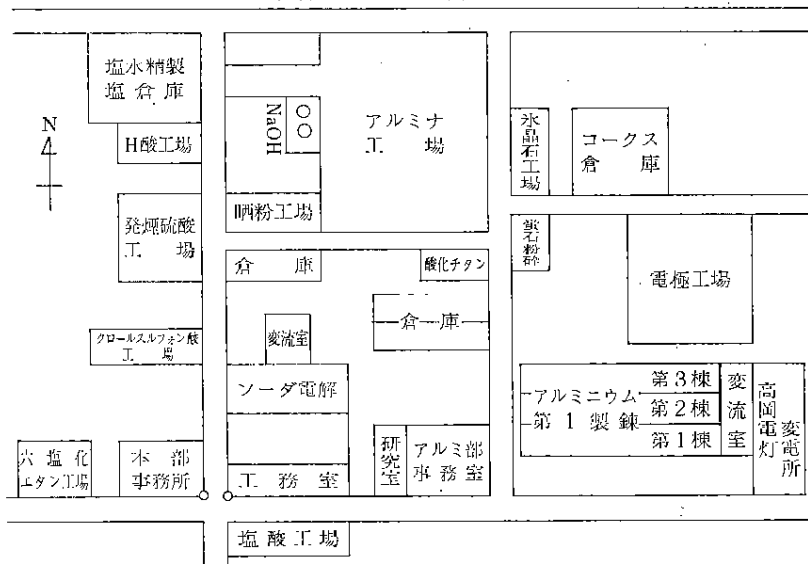 塩水精製
塩倉庫
N
H酸工場
発煙硫酸
工場
クロールスルフォン酸
工場
六塩化
エタン工場
本部
事務所
NaOH
アルミナ
工場
晒粉工場
倉庫
酸化チタン
倉庫
変流室
ソーダ電解
工務室
研究室
アルミ部
事務室
塩酸工場
氷晶石工場
コークス
倉庫
蛍石粉砕
電極工場
アルミニウム
第1製錬
第3棟
第2棟
第1棟
変流室
高岡電灯
変電所